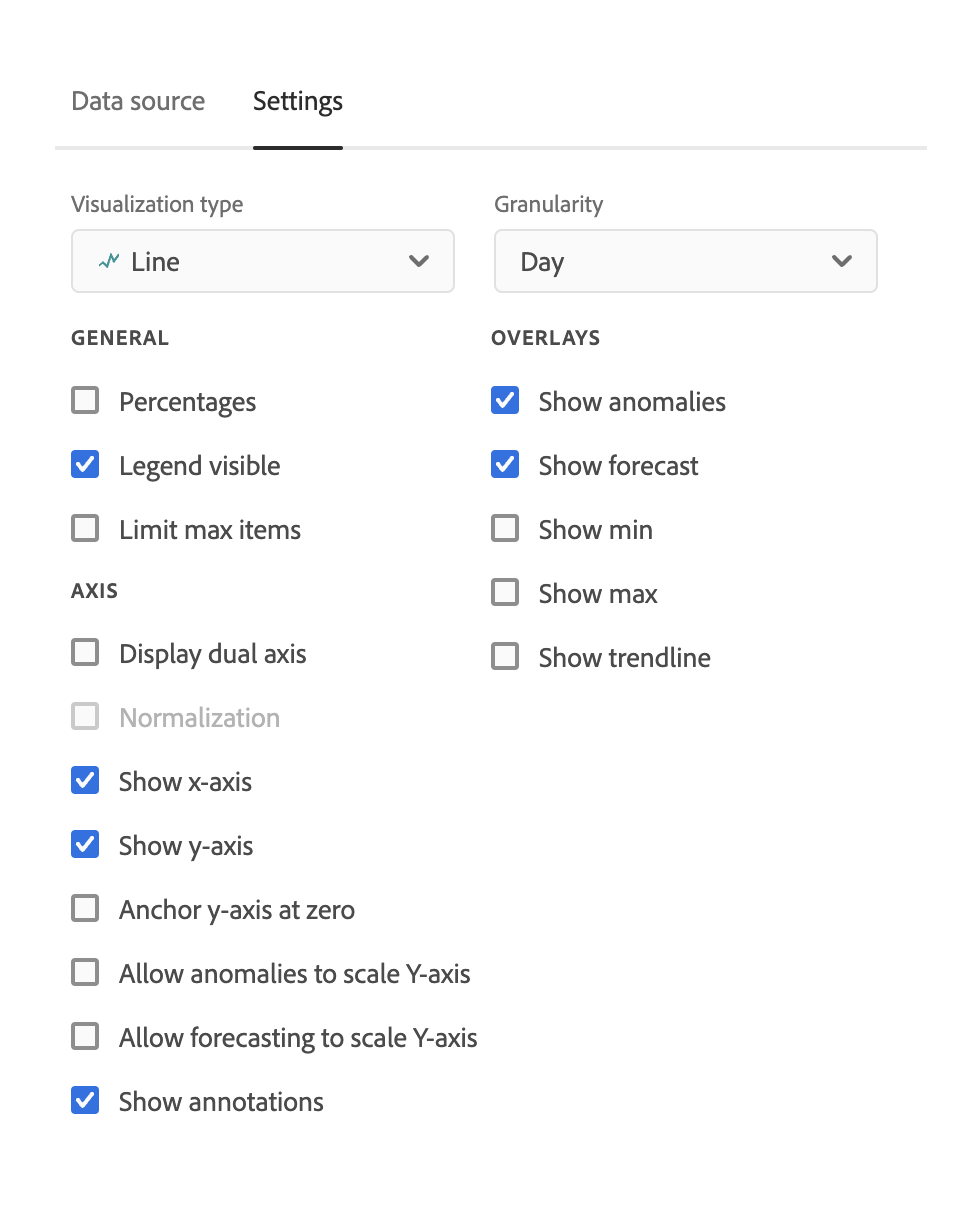 Data source
Settings
Visualization type
Granularity
Line
Day
GENERAL
Percentages
Legend visible
Limit max items
AXIS
Display dual axis
Normalization
Show x-axis
Show y-axis
Anchor y-axis at zero
Allow anomalies to scale Y-axis
Allow forecasting to scale Y-axis
Show annotations
OVERLAYS
Show anomalies
Show forecast
Show min
Show max
Show trendline